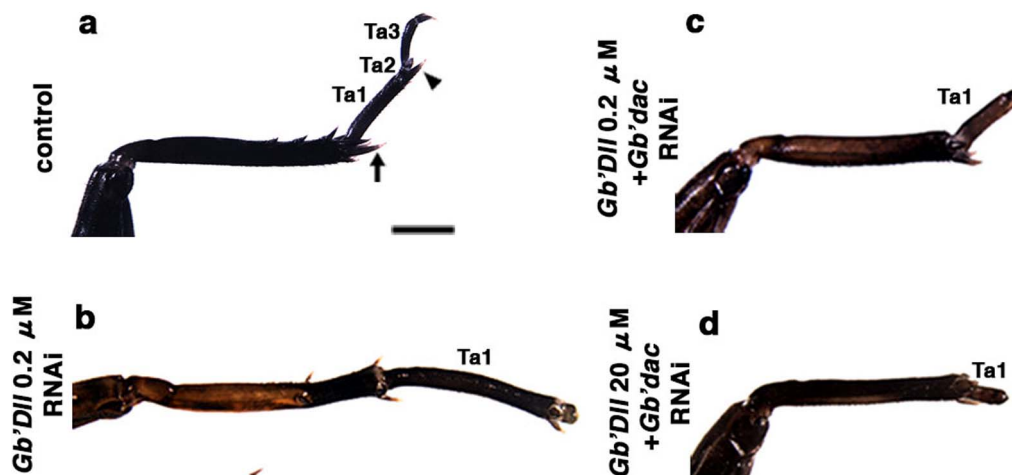 a
control
Ta3
Ta2
Ta1
b
Gb'Dll 0.2 μM
RNAi
Ta1
c
Gb'Dll 0.2 μM
+Gb'dac
RNAi
Ta1
d
Gb'Dll 20 μM
+Gb'dac
RNAi
Ta1